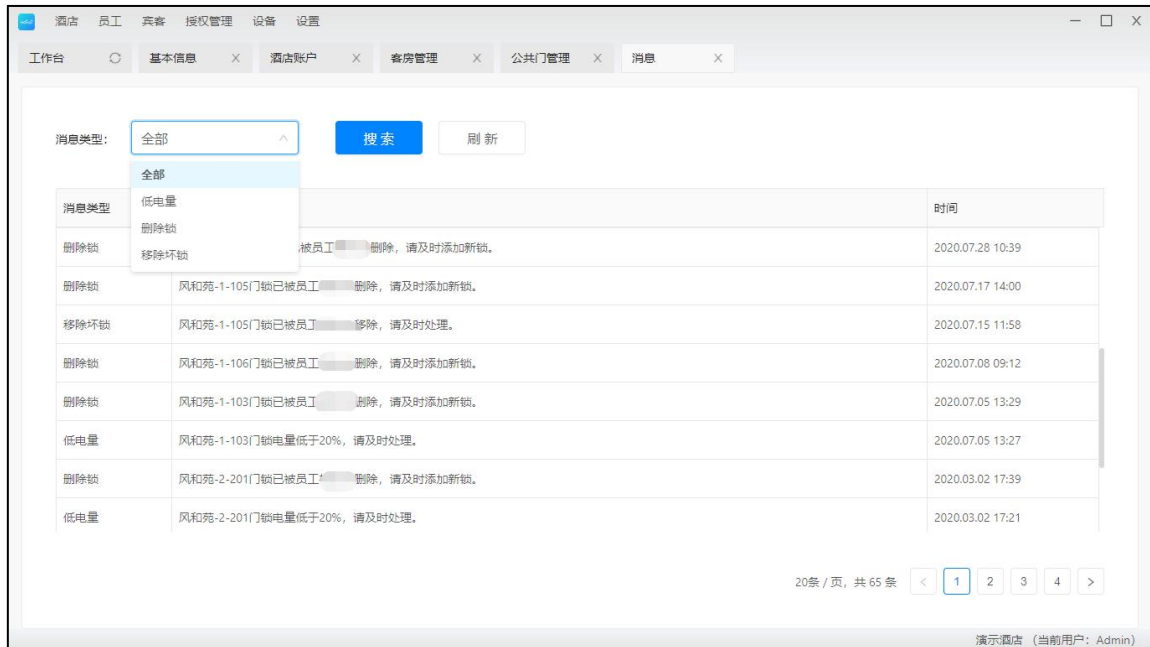 酒店 员工 宾客 授权管理 设备 设置
工作台 基本信息 X 酒店账户 X 客房管理 X 公共门管理 X 消息 X
消息类型： 全部 搜索 刷新
全部
低电量
删除锁
移除坏锁
消息类型 时间
删除锁 被员工 删除，请及时添加新锁。 2020.07.28 10:39
删除锁 风和苑-1-105门锁已被员工 删除，请及时添加新锁。 2020.07.17 14:00
移除坏锁 风和苑-1-105门锁已被员工 移除，请及时处理。 2020.07.15 11:58
删除锁 风和苑-1-106门锁已被员工 删除，请及时添加新锁。 2020.07.08 09:12
删除锁 风和苑-1-103门锁已被员工 删除，请及时添加新锁。 2020.07.05 13:29
低电量 风和苑-1-103门锁电量低于20%，请及时处理。 2020.07.05 13:27
删除锁 风和苑-2-201门锁已被员工 删除，请及时添加新锁。 2020.03.02 17:39
低电量 风和苑-2-201门锁电量低于20%，请及时处理。 2020.03.02 17:21
20条 / 页，共 65 条 < 1 2 3 4 >
演示酒店 （当前用户：Admin）